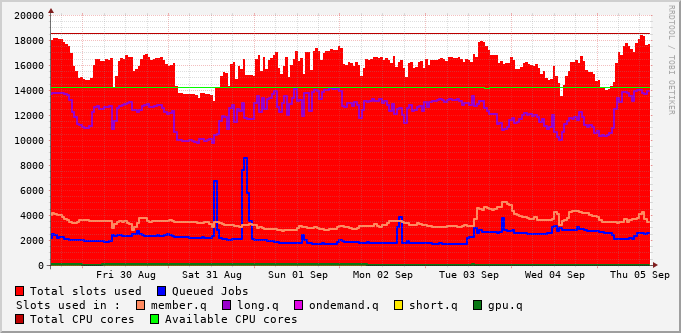 20000
18000
16000
14000
12000
10000
8000
6000
4000
2000
0
Fri 30 Aug Sat 31 Aug Sun 01 Sep Mon 02 Sep Tue 03 Sep Wed 04 Sep Thu 05 Sep
RRDTOOL / TOBI OETIKER
Total slots used Queued Jobs
Slots used in : member.q long.q ondemand.q short.q gpu.q
Total CPU cores Available CPU cores